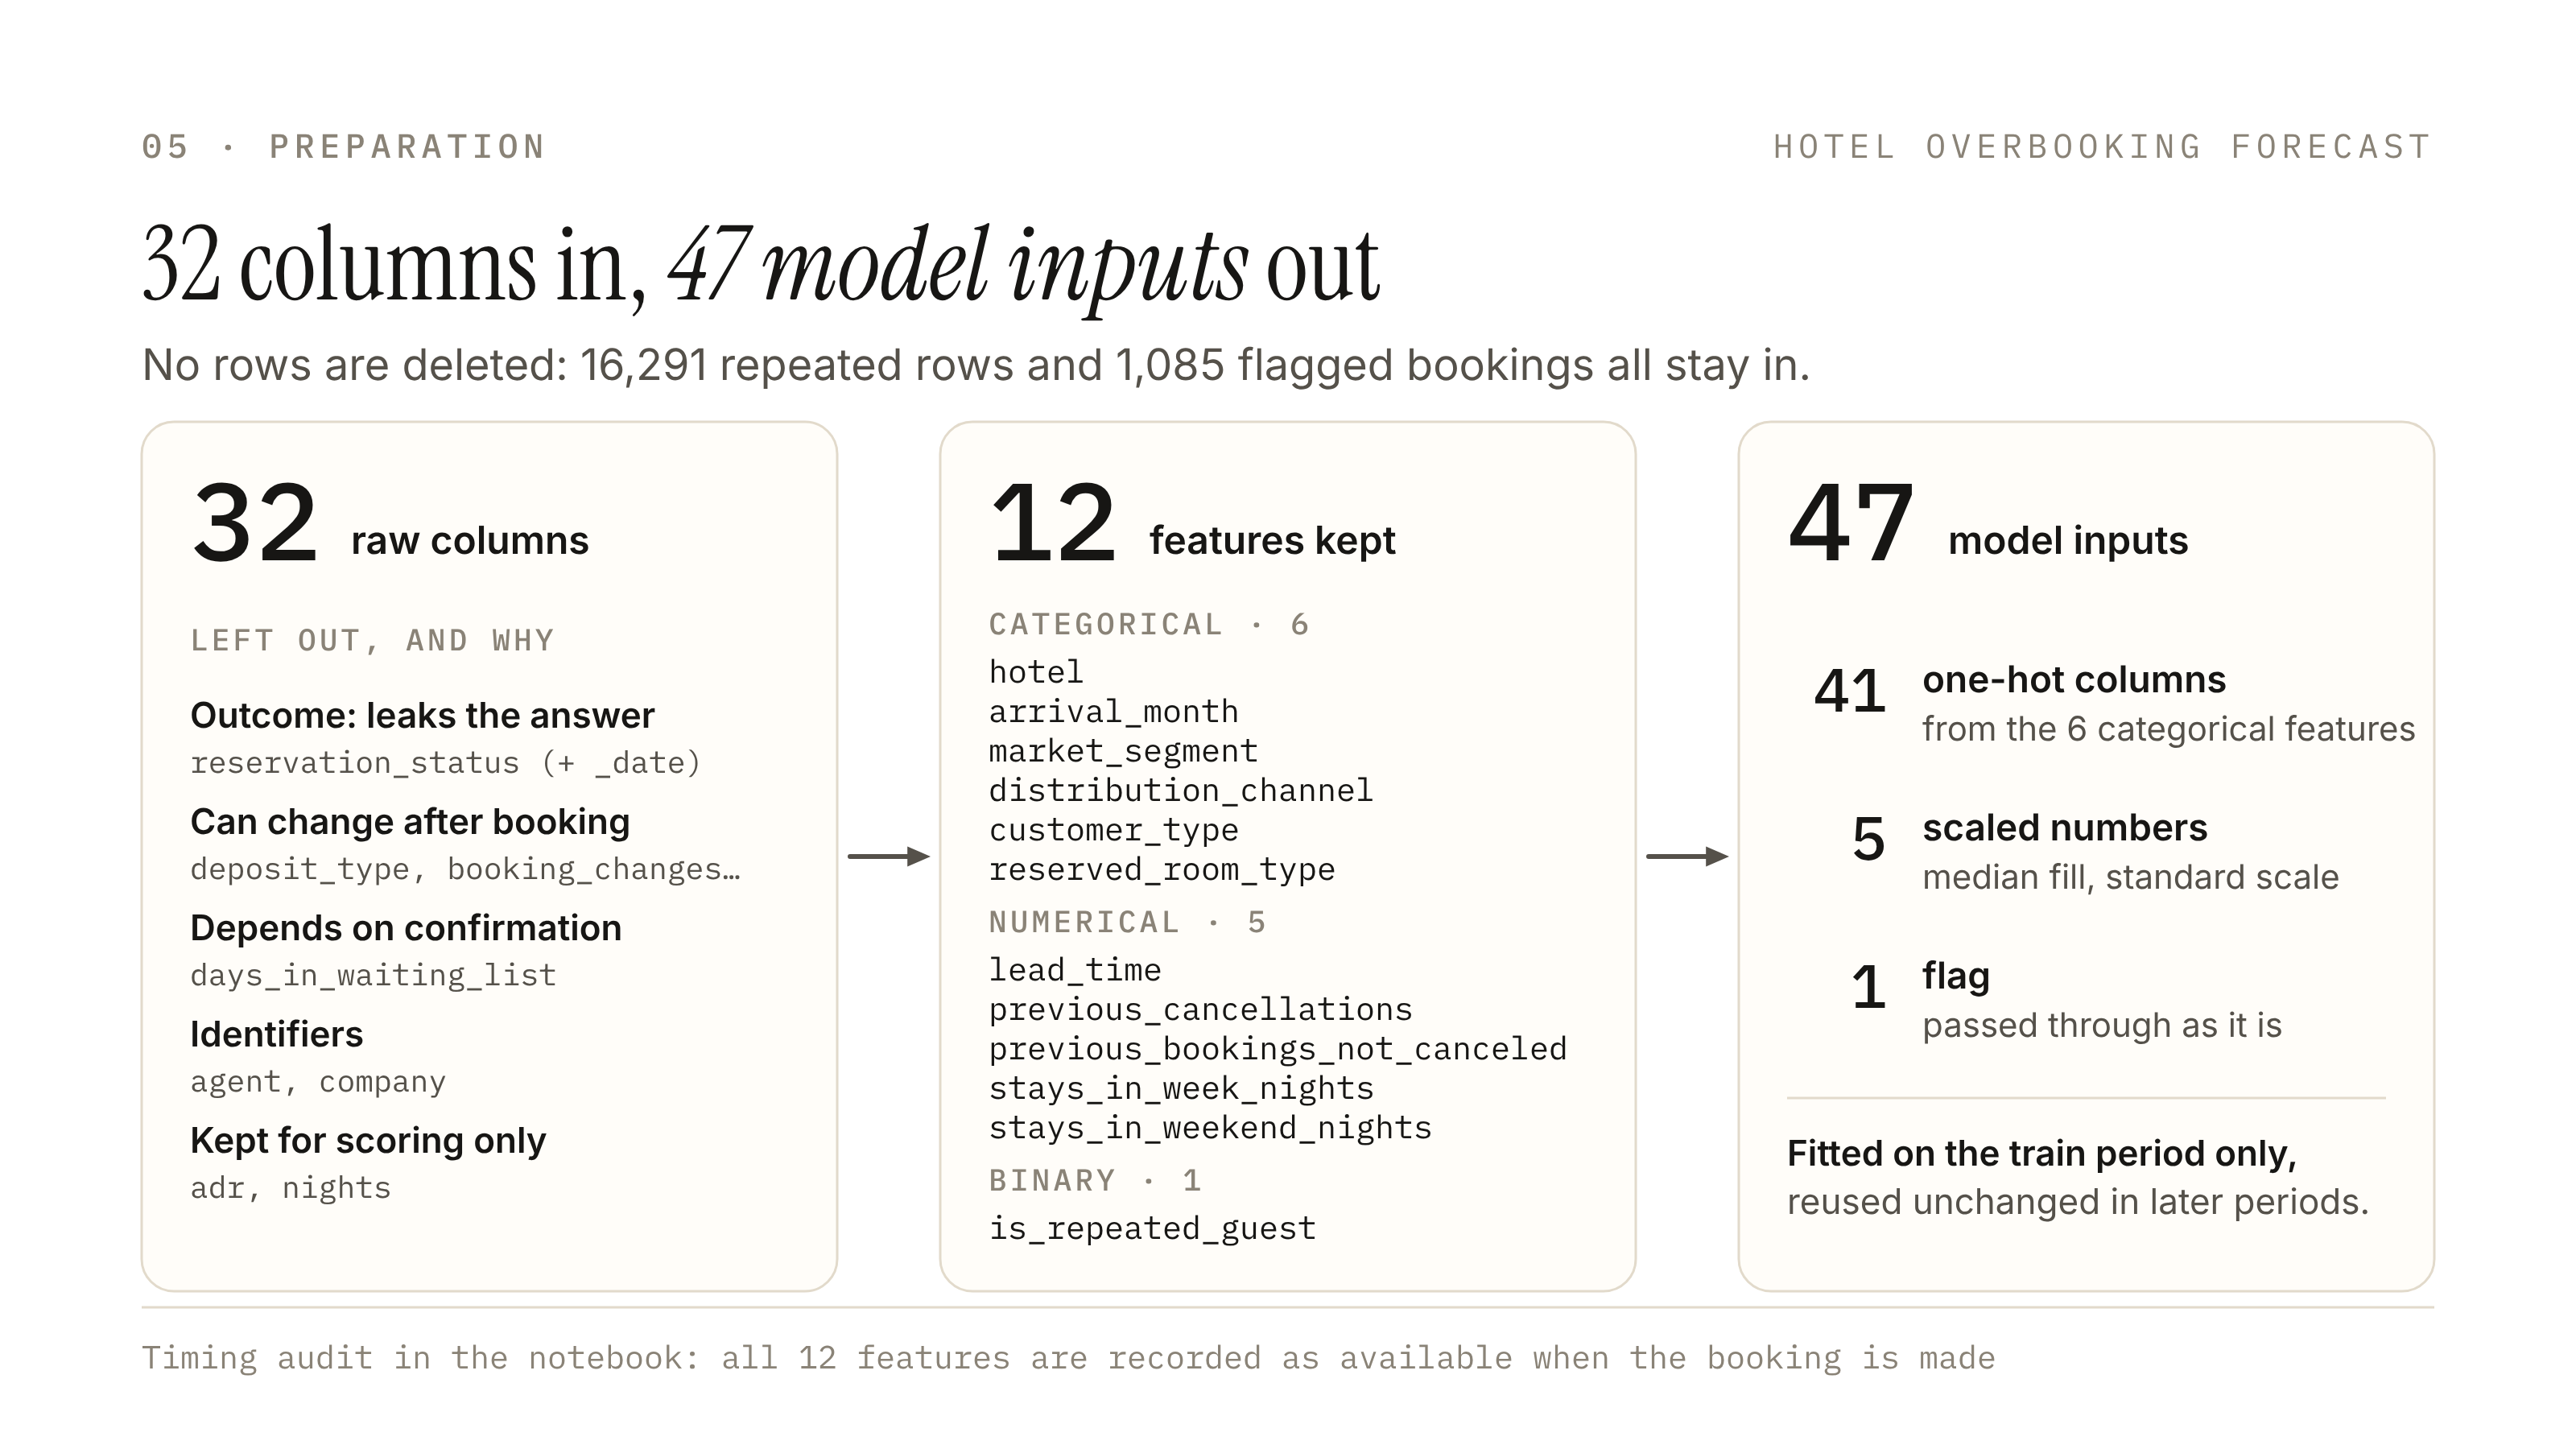 05 · PREPARATION
HOTEL OVERBOOKING FORECAST
32 columns in, 47 model inputs out
No rows are deleted: 16,291 repeated rows and 1,085 flagged bookings all stay in.
32 raw columns
LEFT OUT, AND WHY
Outcome: leaks the answer
reservation_status (+ _date)
Can change after booking
deposit_type, booking_changes…
Depends on confirmation
days_in_waiting_list
Identifiers
agent, company
Kept for scoring only
adr, nights
12 features kept
CATEGORICAL · 6
hotel
arrival_month
market_segment
distribution_channel
customer_type
reserved_room_type
NUMERICAL · 5
lead_time
previous_cancellations
previous_bookings_not_canceled
stays_in_week_nights
stays_in_weekend_nights
BINARY · 1
is_repeated_guest
47 model inputs
41 one-hot columns
from the 6 categorical features
5 scaled numbers
median fill, standard scale
1 flag
passed through as it is
Fitted on the train period only,
reused unchanged in later periods.
Timing audit in the notebook: all 12 features are recorded as available when the booking is made